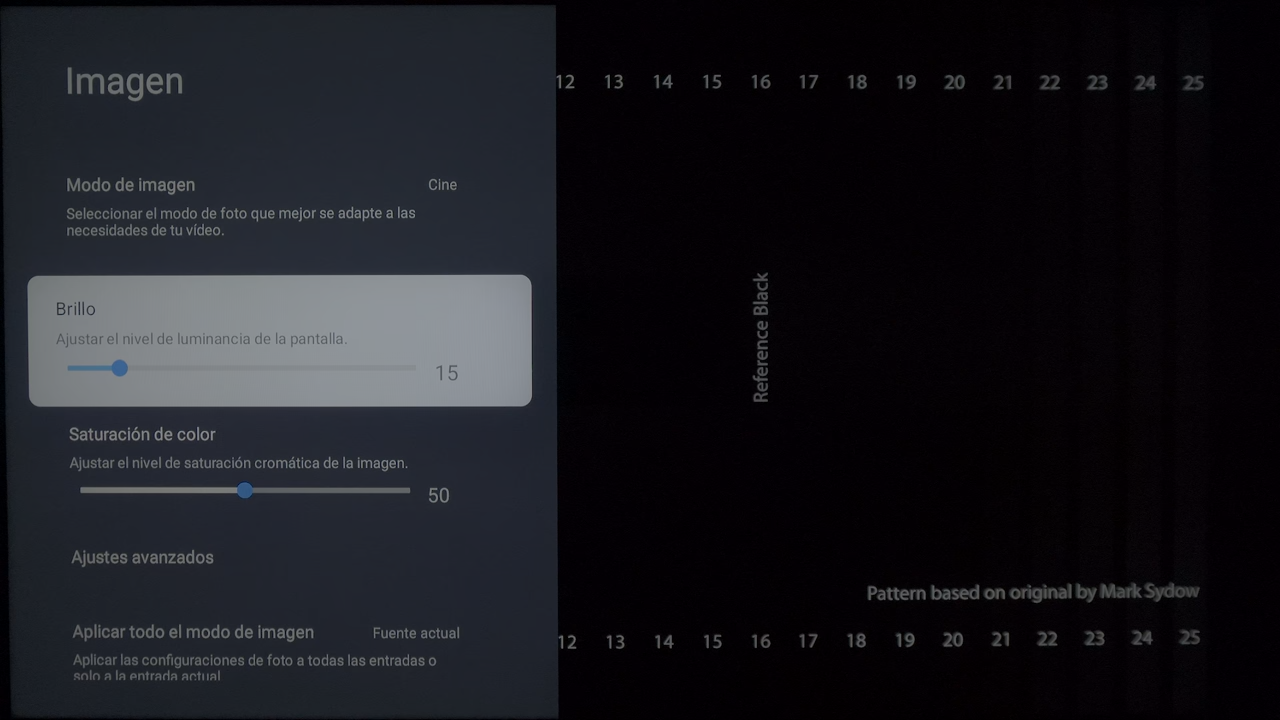 Imagen
12 13 14 15 16 17 18 19 20 21 22 23 24 25
Modo de imagen Cine
Seleccionar el modo de foto que mejor se adapte a las
necesidades de tu vídeo.
Brillo
Ajustar el nivel de luminancia de la pantalla.
15
Reference Black
Saturación de color
Ajustar el nivel de saturación cromática de la imagen.
50
Ajustes avanzados
Pattern based on original by Mark Sydow
Aplicar todo el modo de imagen Fuente actual
12 13 14 15 16 17 18 19 20 21 22 23 24 25
Aplicar las configuraciones de foto a todas las entradas o
solo a la entrada actual